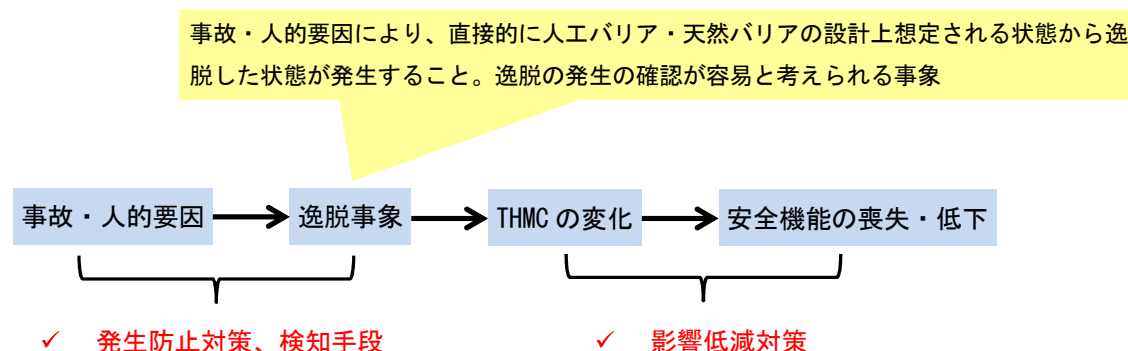 事故・人的要因により、直接的に人工バリア・天然バリアの設計上想定される状態から逸
脱した状態が発生すること。逸脱の発生の確認が容易と考えられる事象
事故・人的要因
逸脱事象
THMCの変化
安全機能の喪失・低下
✓ 発生防止対策、検知手段
✓ 影響低減対策